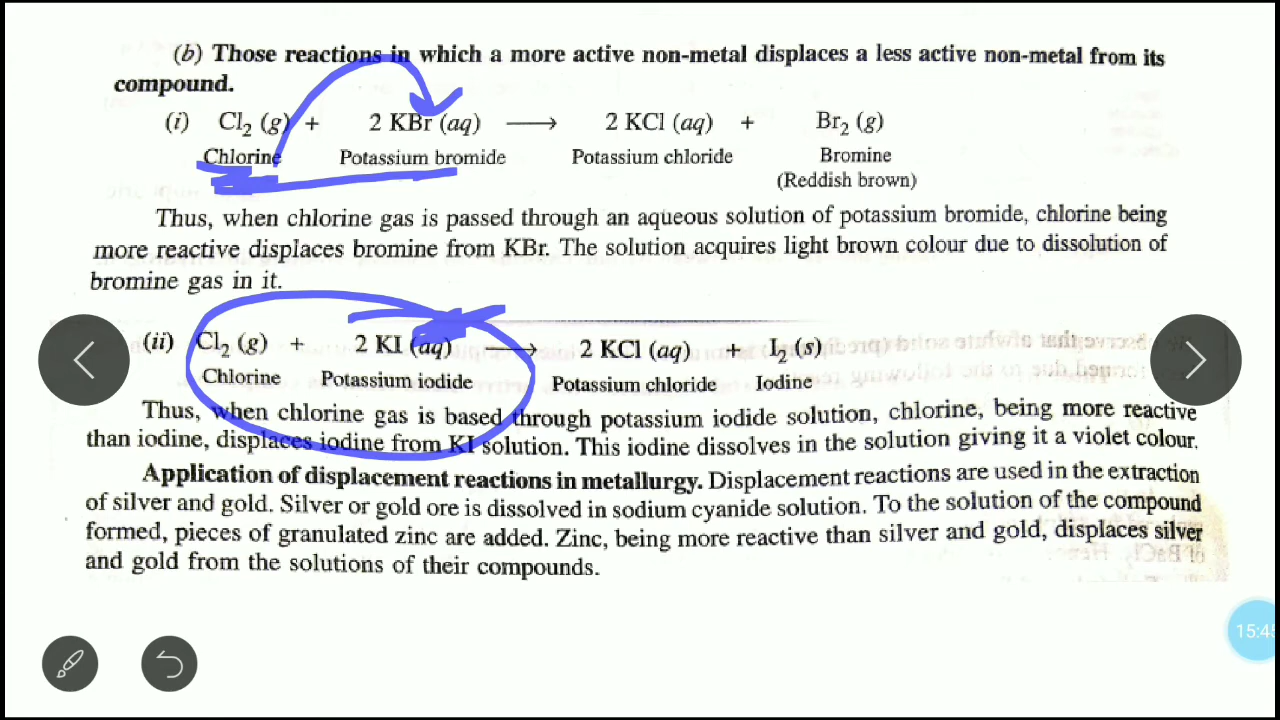 (b) Those reactions in which a more active non-metal displaces a less active non-metal from its
compound.
(i) Cl₂ (g) + 2 KBr (aq) ⟶ 2 KCl (aq) + Br₂ (g)
Chlorine Potassium bromide Potassium chloride Bromine
(Reddish brown)
Thus, when chlorine gas is passed through an aqueous solution of potassium bromide, chlorine being
more reactive displaces bromine from KBr. The solution acquires light brown colour due to dissolution of
bromine gas in it.
(ii) Cl₂ (g) + 2 KI (aq) ⟶ 2 KCl (aq) + I₂ (s)
Chlorine Potassium iodide Potassium chloride Iodine
Thus, when chlorine gas is based through potassium iodide solution, chlorine, being more reactive
than iodine, displaces iodine from KI solution. This iodine dissolves in the solution giving it a violet colour.
Application of displacement reactions in metallurgy. Displacement reactions are used in the extraction
of silver and gold. Silver or gold ore is dissolved in sodium cyanide solution. To the solution of the compound
formed, pieces of granulated zinc are added. Zinc, being more reactive than silver and gold, displaces silver
and gold from the solutions of their compounds.
15:45